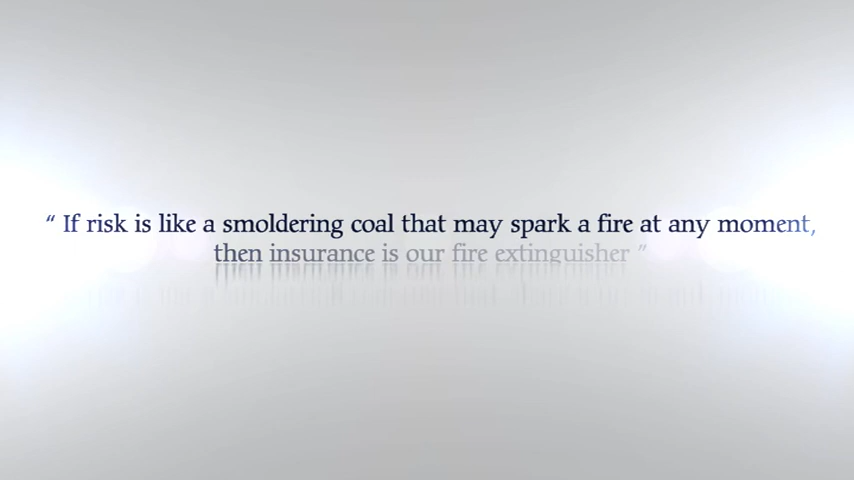 “ If risk is like a smoldering coal that may spark a fire at any moment,
then insurance is our fire extinguisher ”